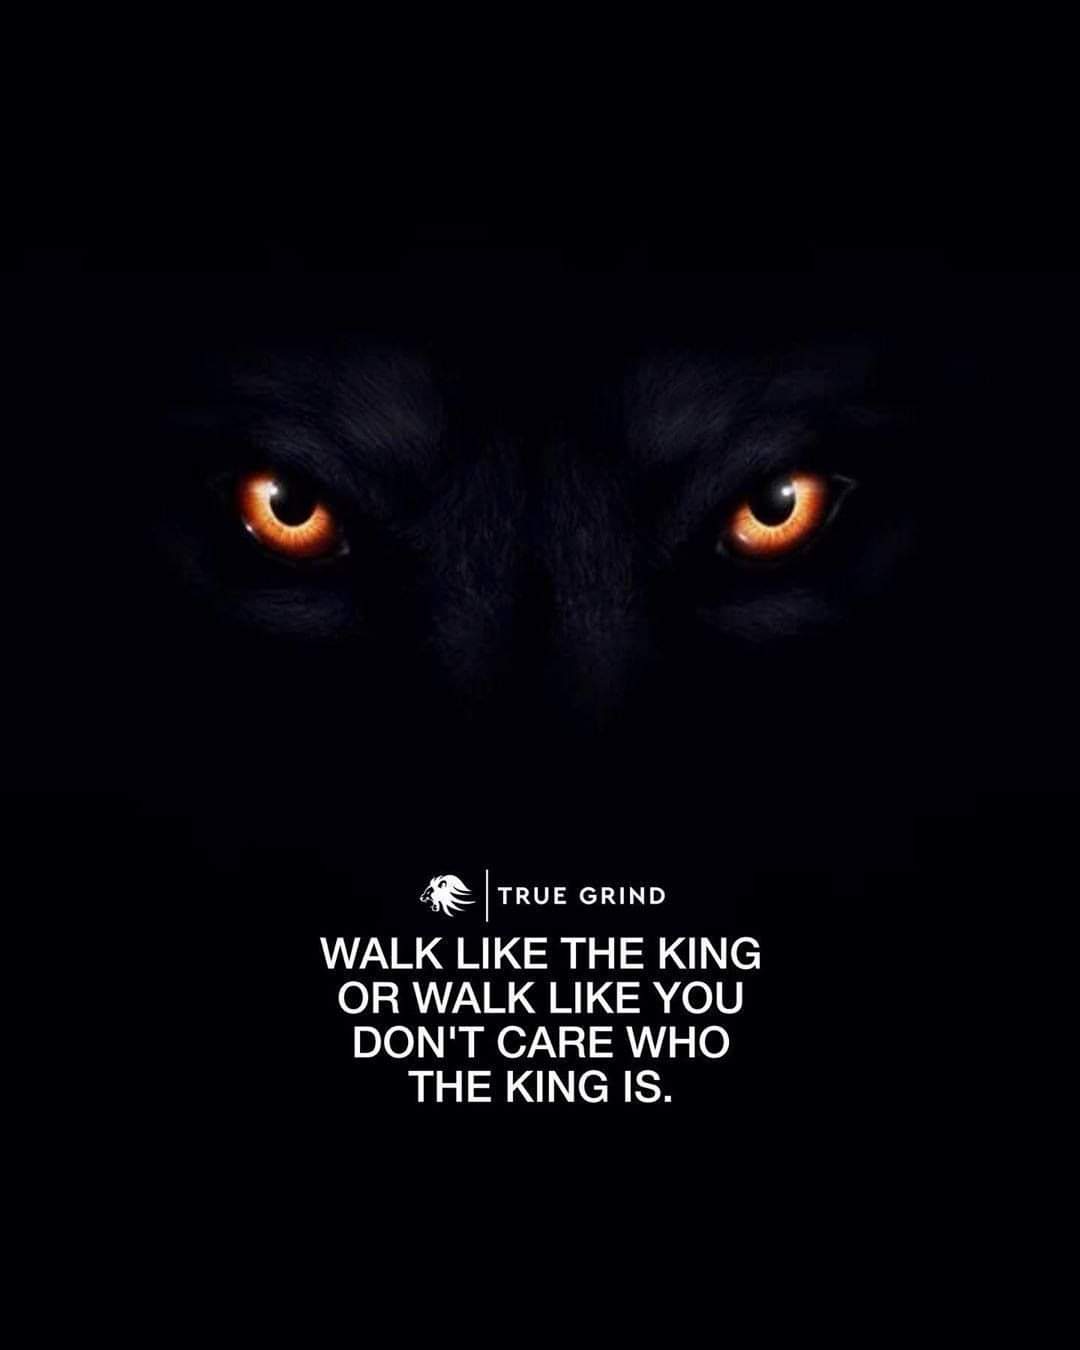 TRUE GRIND
WALK LIKE THE KING
OR WALK LIKE YOU
DON'T CARE WHO
THE KING IS.